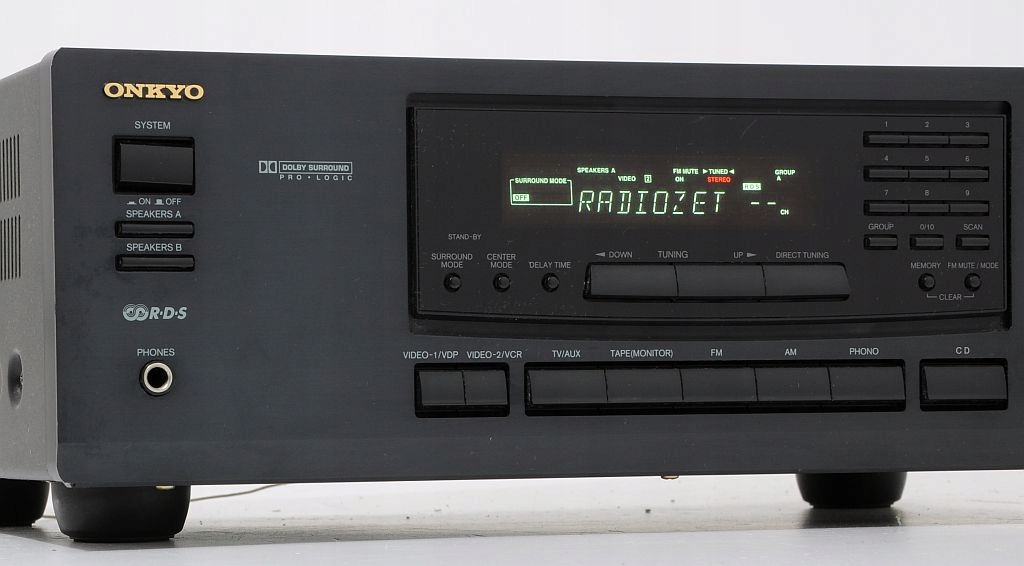 ONKYO
SYSTEM
ON OFF
SPEAKERS A
SPEAKERS B
R·D·S
PHONES
DOLBY SURROUND
PRO · LOGIC
SPEAKERS A
VIDEO
FM MUTE
ON
TUNED
STEREO
RDS
GROUP
A
SURROUND MODE
OFF
RADIOZET --
CH
STAND-BY
SURROUND MODE
CENTER MODE
DELAY TIME
DOWN TUNING UP
DIRECT TUNING
1 2 3
4 5 6
7 8 9
GROUP 0/10 SCAN
MEMORY FM MUTE / MODE
CLEAR
VIDEO-1/VDP VIDEO-2/VCR TV/AUX TAPE(MONITOR) FM AM PHONO CD